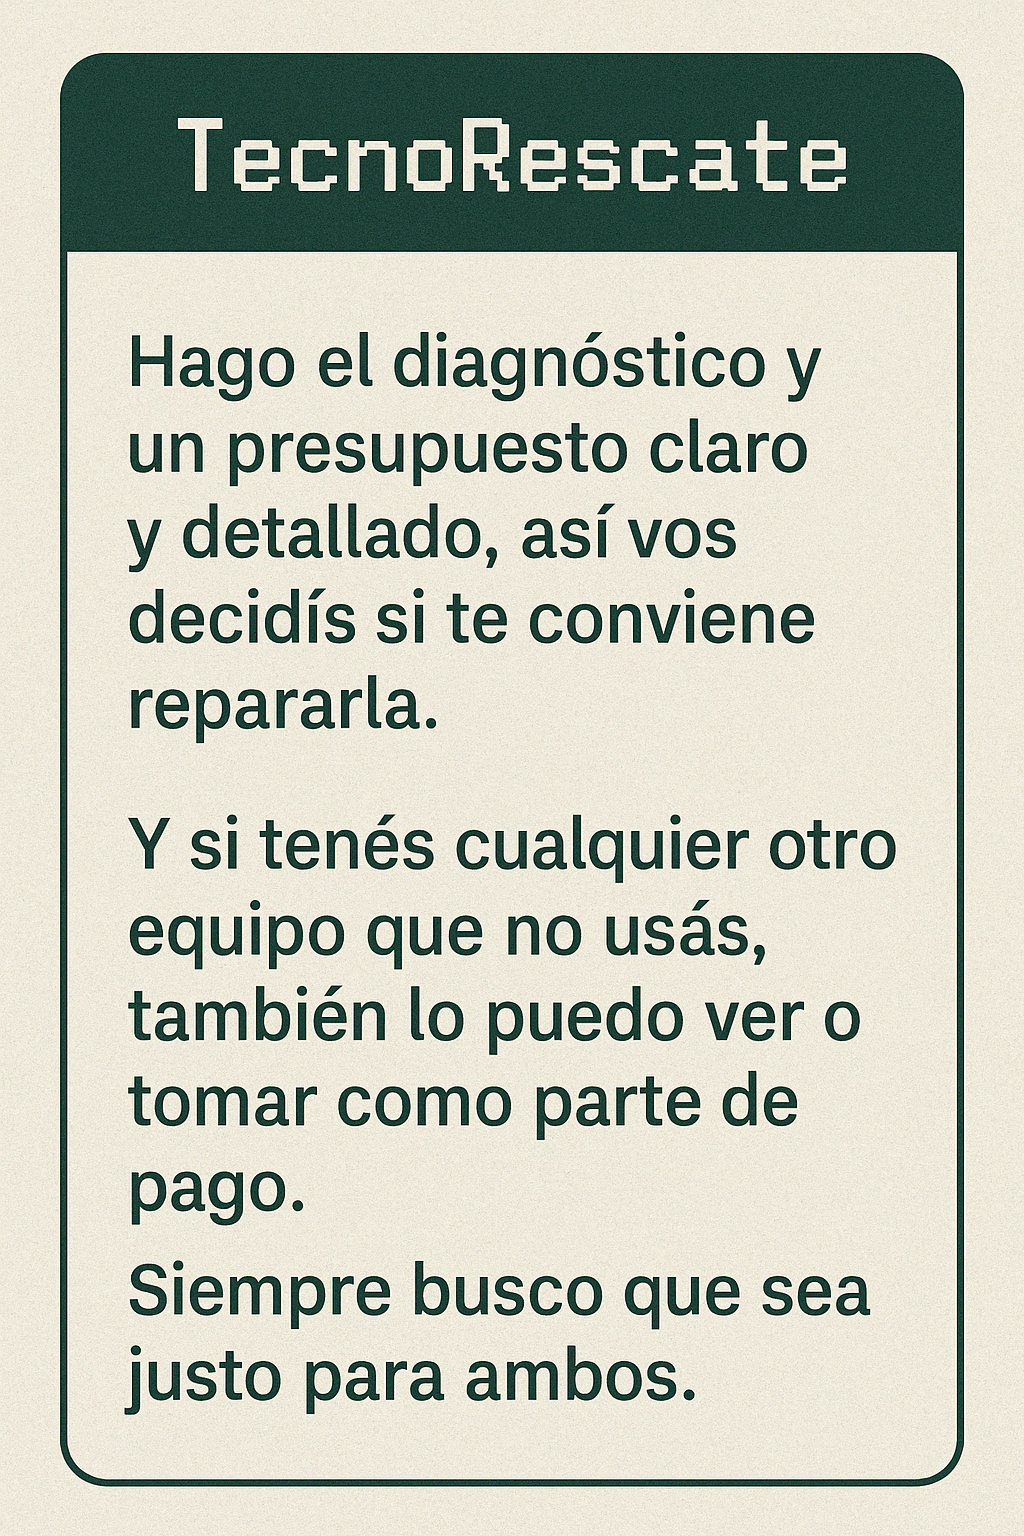 TecnoRescate
Hago el diagnóstico y
un presupuesto claro
y detallado, así vos
decidís si te conviene
repararla.
Y si tenés cualquier otro
equipo que no usás,
también lo puedo ver o
tomar como parte de
pago.
Siempre busco que sea
justo para ambos.